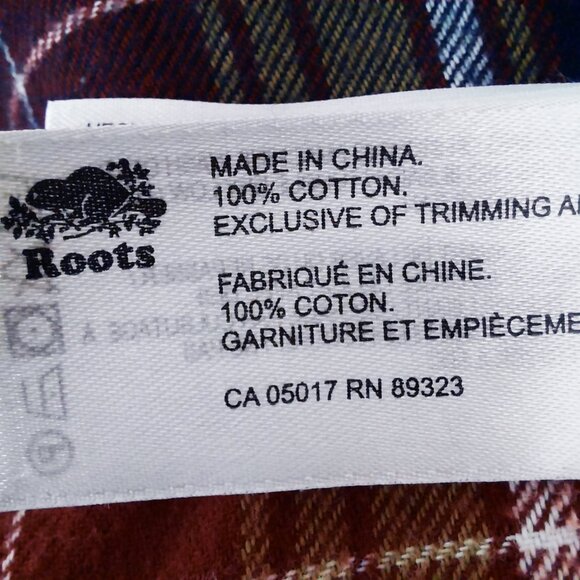 Roots
MADE IN CHINA.
100% COTTON.
EXCLUSIVE OF TRIMMING
FABRIQUÉ EN CHINE.
100% COTON.
GARNITURE ET
CA 05017 RN 89323